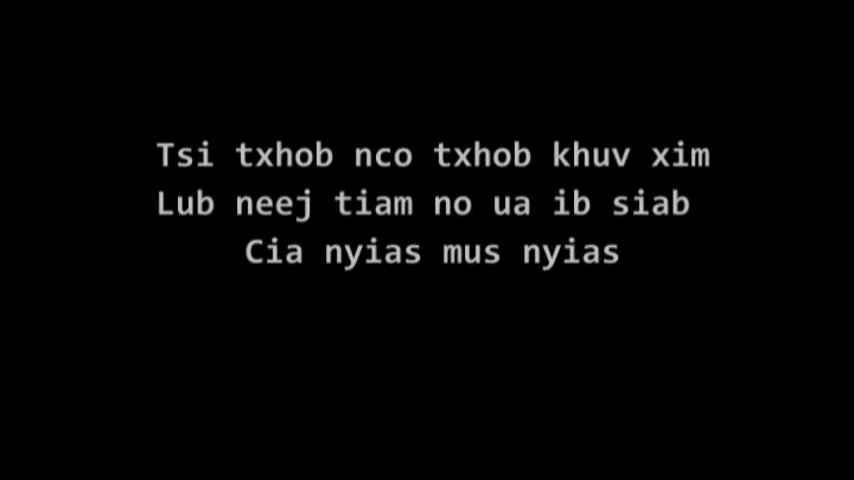 Tsi txhob nco txhob khuv xim
Lub neej tiam no ua ib siab
Cia nyias mus nyias